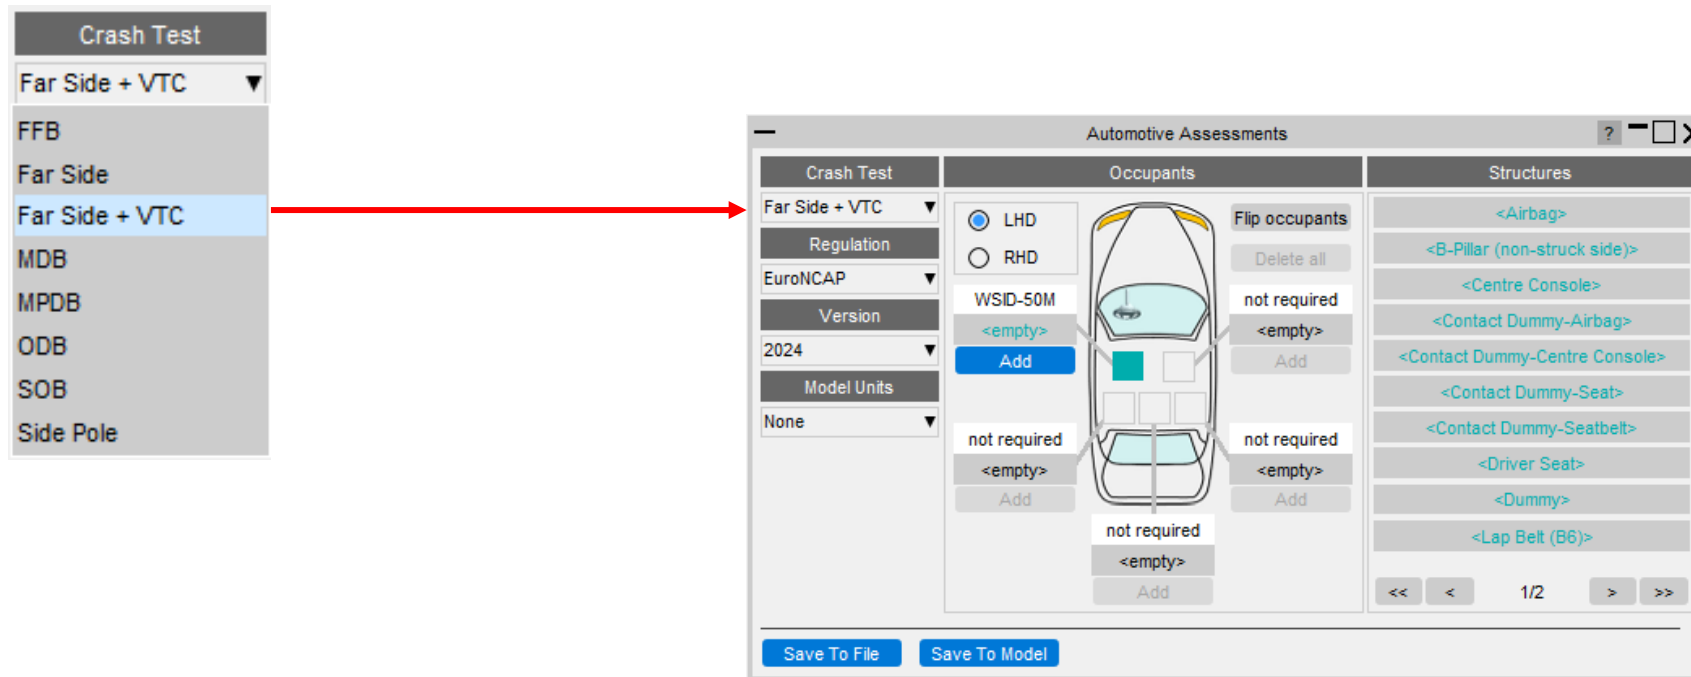 Crash Test
Far Side + VTC ▼
FFB
Far Side
Far Side + VTC
MDB
MPDB
ODB
SOB
Side Pole
Automotive Assessments
?
Crash Test
Far Side + VTC ▼
Regulation
EuroNCAP ▼
Version
2024 ▼
Model Units
None ▼
Occupants
LHD
RHD
Flip occupants
Delete all
WSID-50M
<empty>
Add
not required
<empty>
Add
not required
<empty>
Add
not required
<empty>
Add
not required
<empty>
Add
Structures
<Airbag>
<B-Pillar (non-struck side)>
<Centre Console>
<Contact Dummy-Airbag>
<Contact Dummy-Centre Console>
<Contact Dummy-Seat>
<Contact Dummy-Seatbelt>
<Driver Seat>
<Dummy>
<Lap Belt (B6)>
<< < 1/2 > >>
Save To File
Save To Model